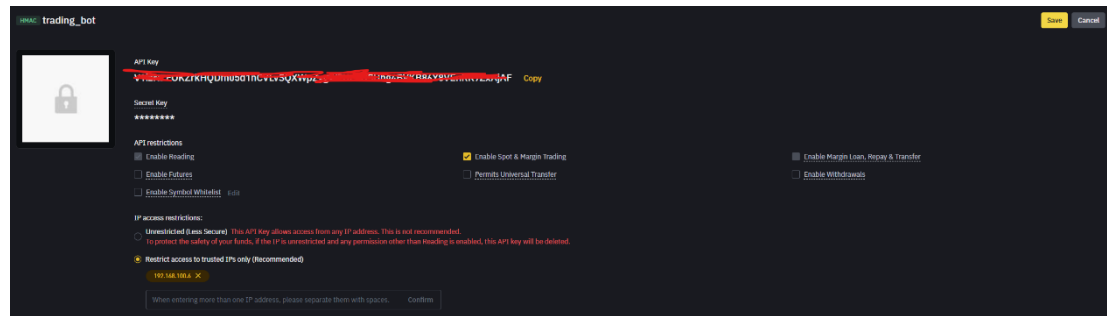 HMAC trading_bot
Save Cancel
API Key
Copy
Secret Key
********
API restrictions
Enable Reading Enable Spot & Margin Trading Enable Margin Loan, Repay & Transfer
Enable Futures Permits Universal Transfer Enable Withdrawals
Enable Symbol Whitelist Edit
IP access restrictions:
Unrestricted (Less Secure) This API Key allows access from any IP address. This is not recommended.
To protect the safety of your funds, if the IP is unrestricted and any permission other than Reading is enabled, this API key will be deleted.
Restrict access to trusted IPs only (Recommended)
192.168.100.6 X
When entering more than one IP address, please separate them with spaces. Confirm